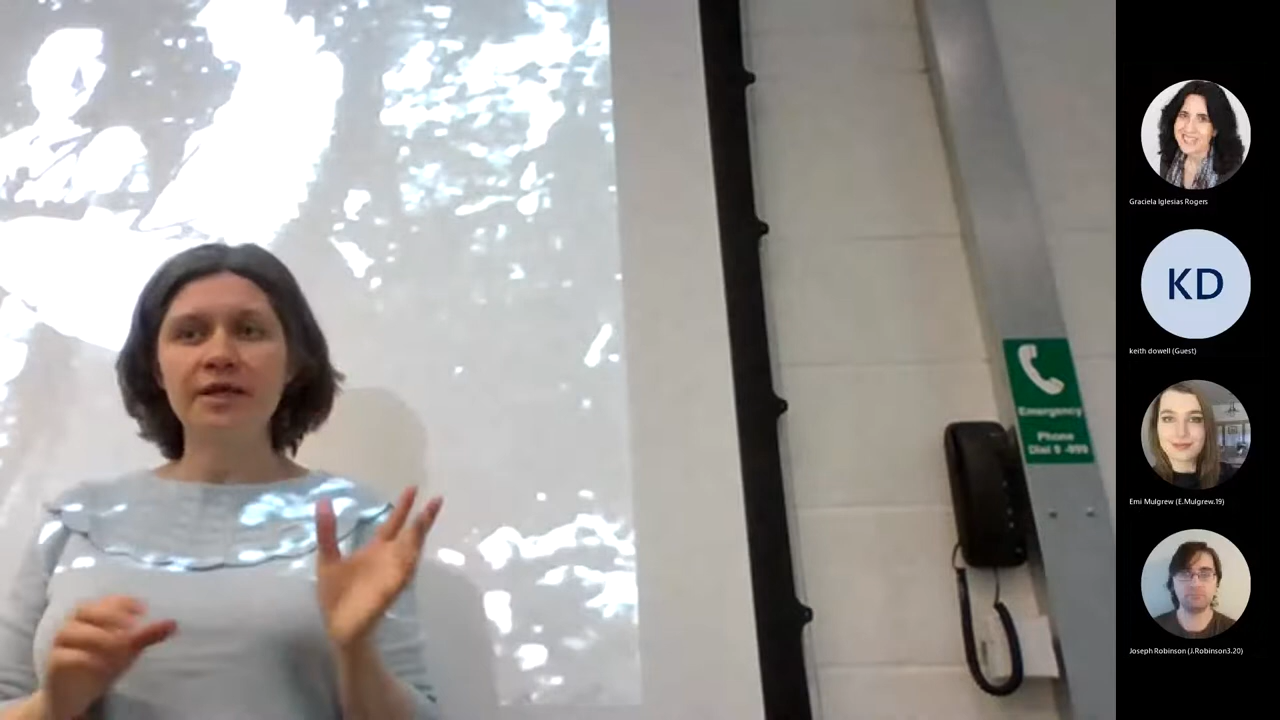 Graciela Iglesias Rogers
KD
keith dowell (Guest)
Emi Mulgrew (E.Mulgrew.19)
Joseph Robinson (J.Robinson3.20)
Emergency
Phone
Dial 9 -999